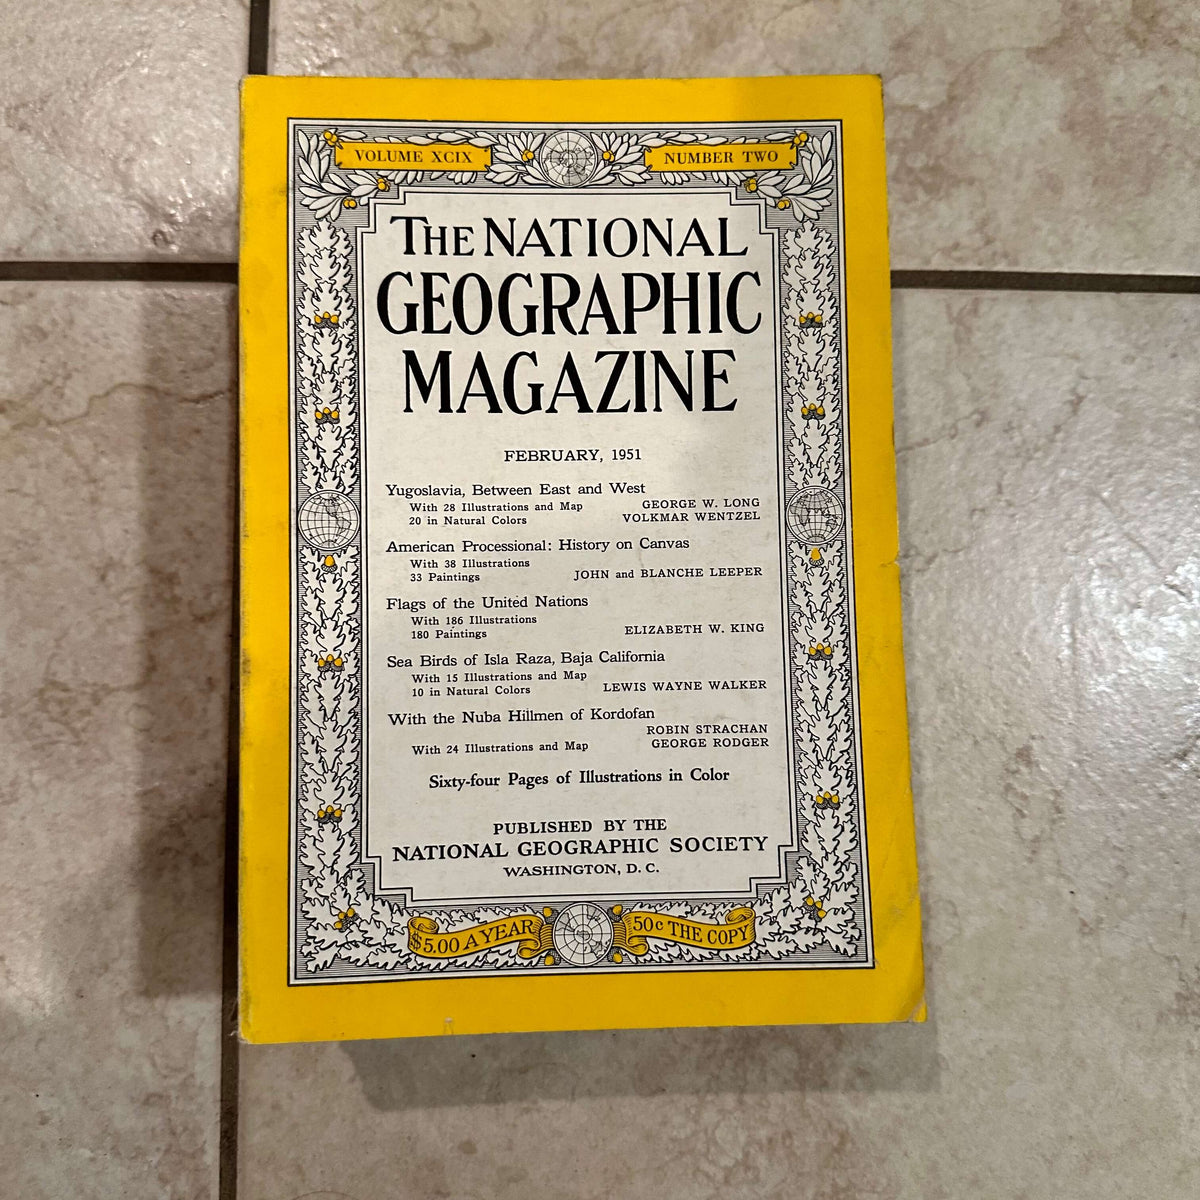 VOLUME XCIX
NUMBER TWO
THE NATIONAL
GEOGRAPHIC
MAGAZINE
FEBRUARY, 1951
Yugoslavia, Between East and West
With 28 Illustrations and Map GEORGE W. LONG
20 in Natural Colors VOLKMAR WENTZEL
American Processional: History on Canvas
With 38 Illustrations
33 Paintings JOHN and BLANCHE LEEPER
Flags of the United Nations
With 186 Illustrations
180 Paintings ELIZABETH W. KING
Sea Birds of Isla Raza, Baja California
With 15 Illustrations and Map
10 in Natural Colors LEWIS WAYNE WALKER
With the Nuba Hillmen of Kordofan
ROBIN STRACHAN
With 24 Illustrations and Map GEORGE RODGER
Sixty-four Pages of Illustrations in Color
PUBLISHED BY THE
NATIONAL GEOGRAPHIC SOCIETY
WASHINGTON, D. C.
$5.00 A YEAR
50c THE COPY